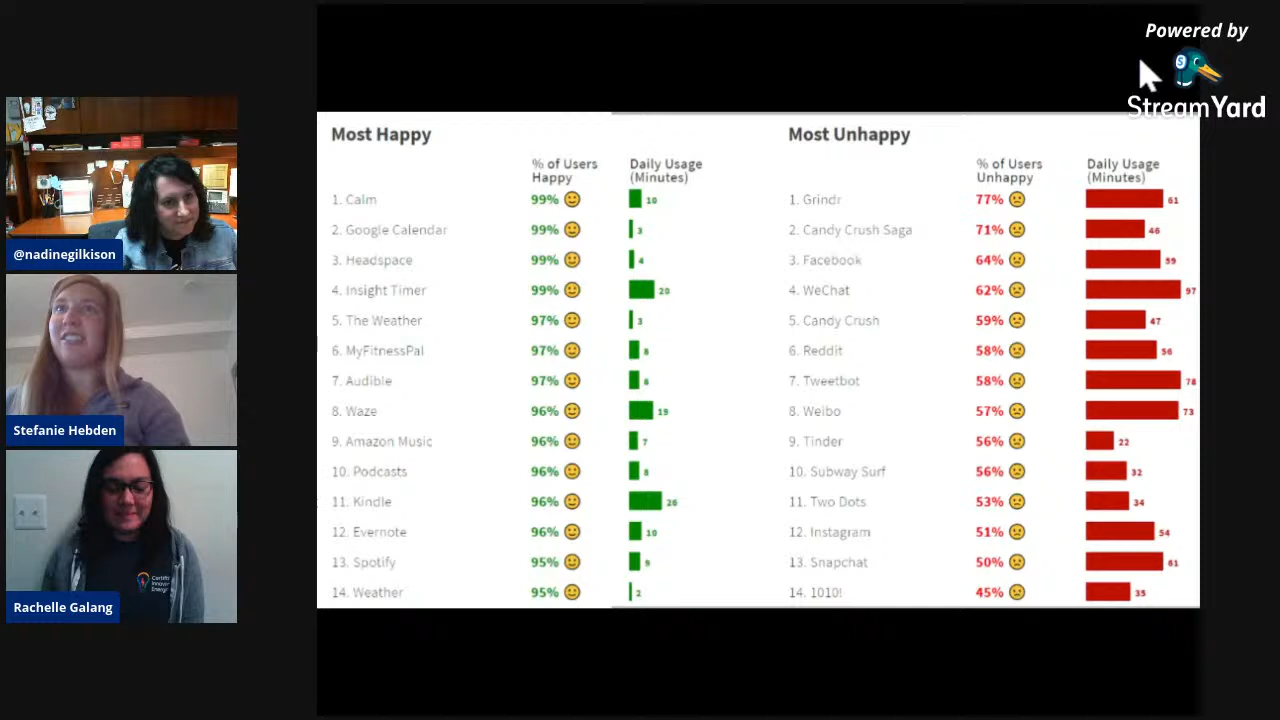 Powered by
StreamYard
@nadinegilkison
Stefanie Hebden
Rachelle Galang
Most Happy
% of Users Happy
Daily Usage (Minutes)
1. Calm 99% 10
2. Google Calendar 99% 3
3. Headspace 99% 4
4. Insight Timer 99% 20
5. The Weather 97% 3
6. MyFitnessPal 97% 8
7. Audible 97% 8
8. Waze 96% 19
9. Amazon Music 96% 7
10. Podcasts 96% 8
11. Kindle 96% 26
12. Evernote 96% 10
13. Spotify 95% 9
14. Weather 95% 2
Most Unhappy
% of Users Unhappy
Daily Usage (Minutes)
1. Grindr 77% 61
2. Candy Crush Saga 71% 46
3. Facebook 64% 59
4. WeChat 62% 97
5. Candy Crush 59% 47
6. Reddit 58% 56
7. Tweetbot 58% 78
8. Weibo 57% 73
9. Tinder 56% 22
10. Subway Surf 56% 32
11. Two Dots 53% 34
12. Instagram 51% 54
13. Snapchat 50% 61
14. 1010! 45% 35